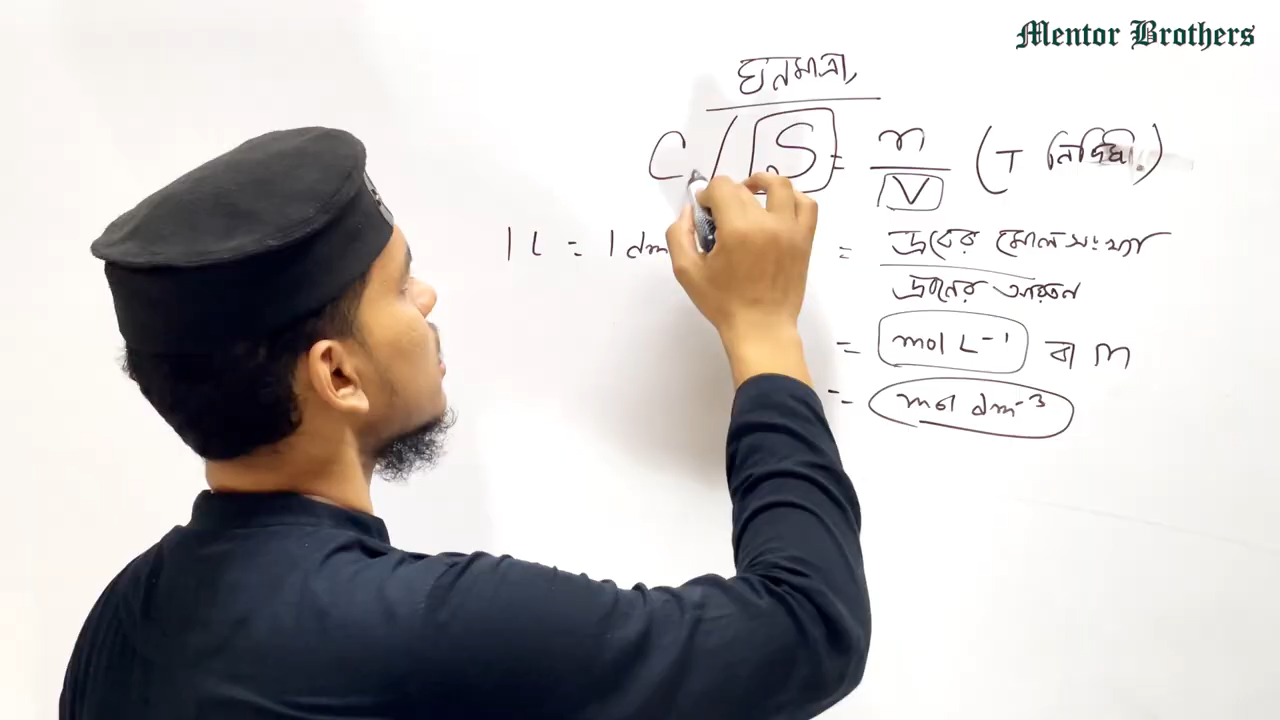 Mentor Brothers
ঘনমাত্রা
C / S = n / V (T নির্দিষ্ট)
1 L = 1 dm = দ্রবের মোল সংখ্যা
দ্রবণের আয়তন
= mol L⁻¹ বা M
= mol dm⁻³